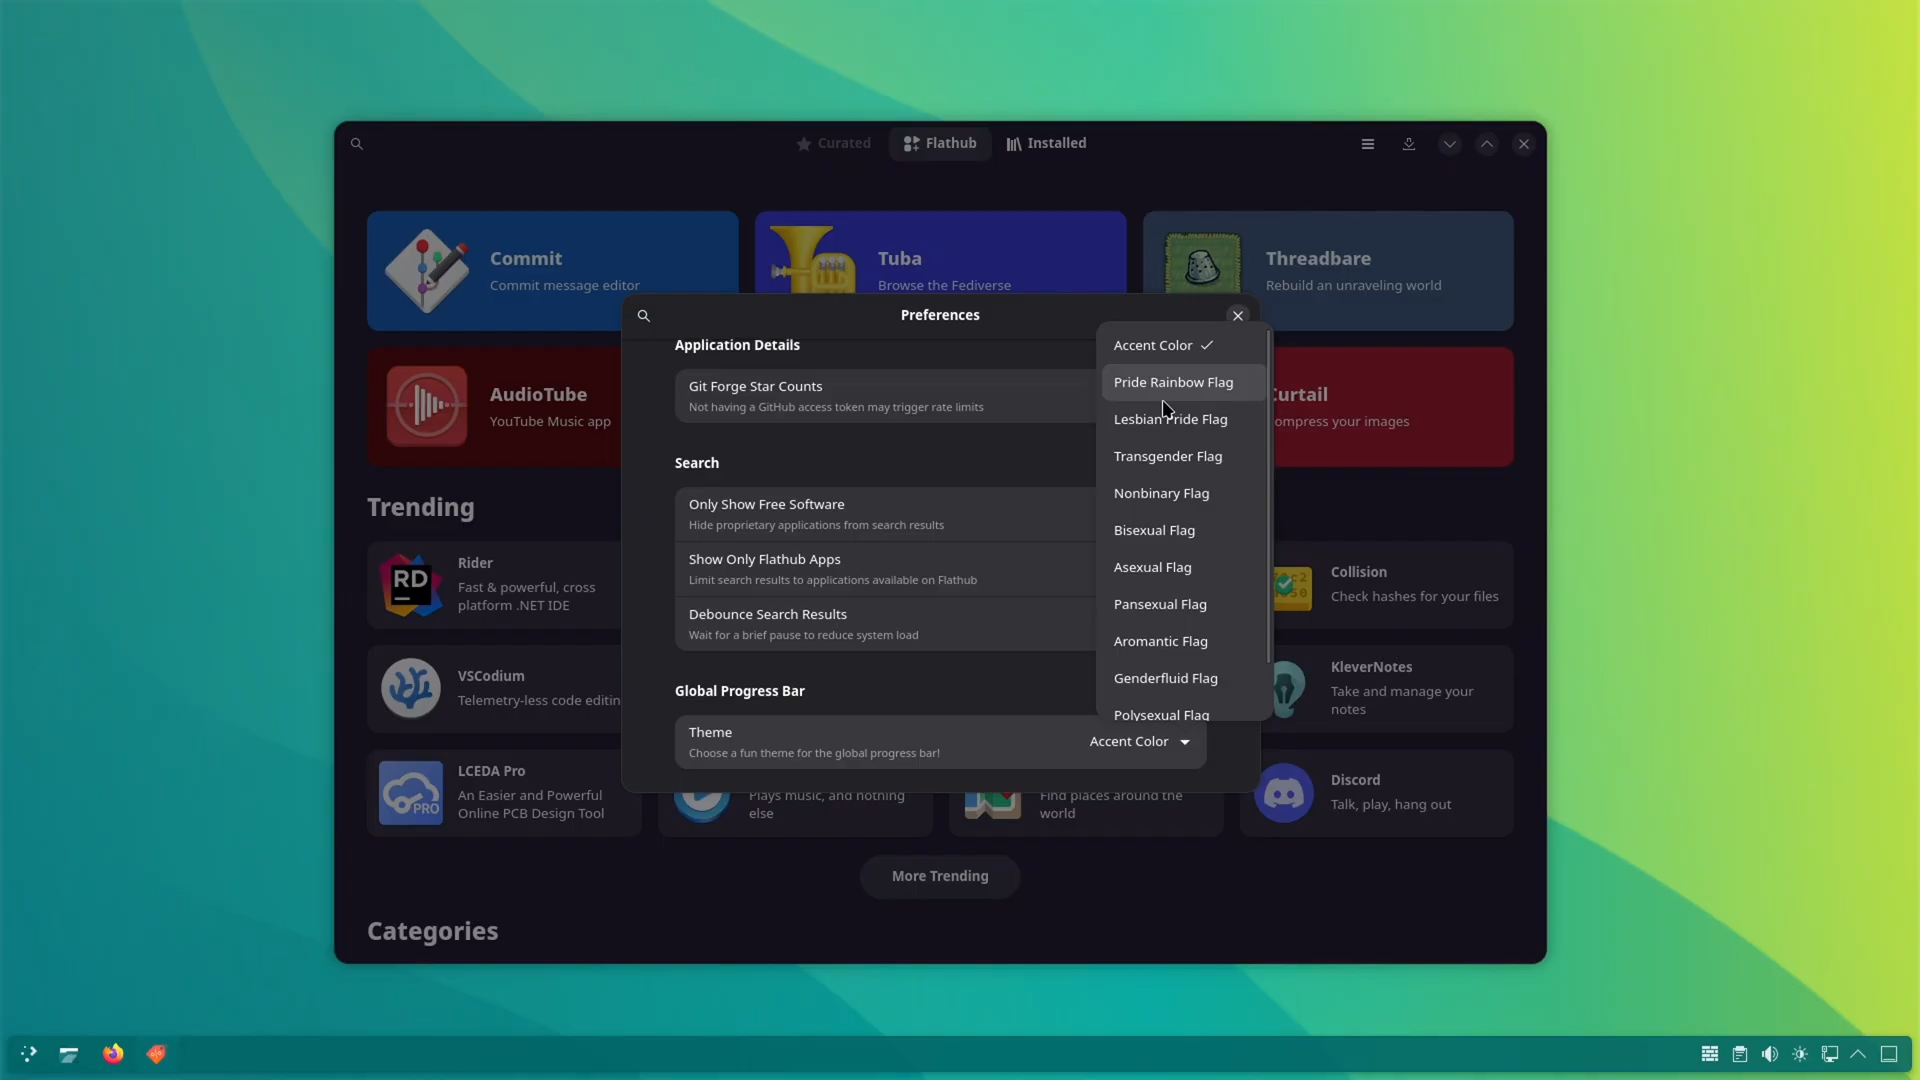 Curated
Flathub
Installed
Commit
Commit message editor
Tuba
Browse the Fediverse
Threadbare
Rebuild an unraveling world
AudioTube
YouTube Music app
Curtail
ompress your images
Preferences
Application Details
Git Forge Star Counts
Not having a GitHub access token may trigger rate limits
Search
Only Show Free Software
Hide proprietary applications from search results
Show Only Flathub Apps
Limit search results to applications available on Flathub
Debounce Search Results
Wait for a brief pause to reduce system load
Global Progress Bar
Theme
Choose a fun theme for the global progress bar!
Accent Color
Accent Color
Pride Rainbow Flag
Lesbian Pride Flag
Transgender Flag
Nonbinary Flag
Bisexual Flag
Asexual Flag
Pansexual Flag
Aromantic Flag
Genderfluid Flag
Polysexual Flag
Trending
RD
Rider
Fast & powerful, cross
platform .NET IDE
Collision
Check hashes for your files
VSCodium
Telemetry-less code editin
KleverNotes
Take and manage your
notes
PRO
LCEDA Pro
An Easier and Powerful
Online PCB Design Tool
Plays music, and nothing
else
Find places around the
world
Discord
Talk, play, hang out
More Trending
Categories